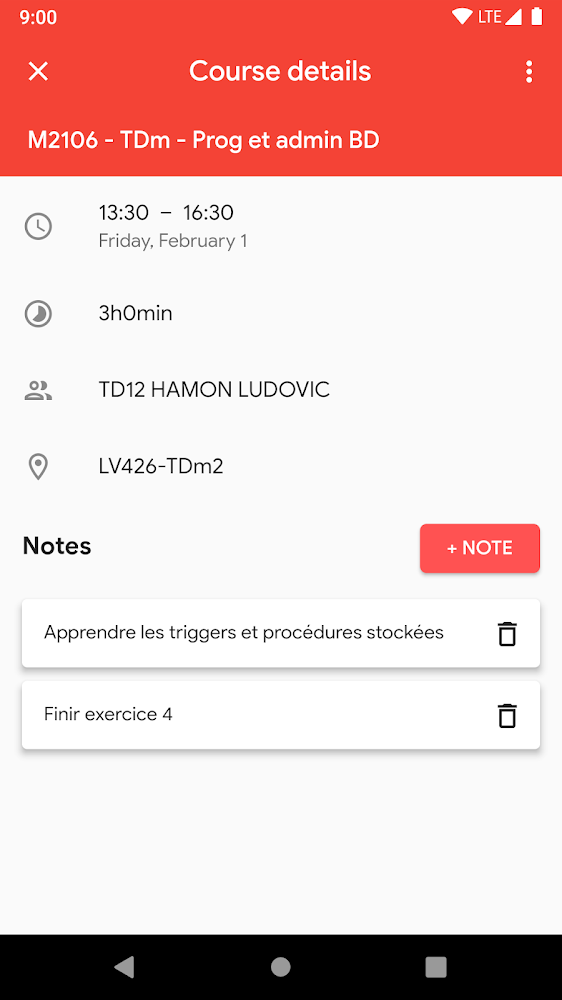 9:00
LTE
Course details
M2106 - TDm - Prog et admin BD
13:30 – 16:30
Friday, February 1
3h0min
TD12 HAMON LUDOVIC
LV426-TDm2
Notes
+ NOTE
Apprendre les triggers et procédures stockées
Finir exercice 4